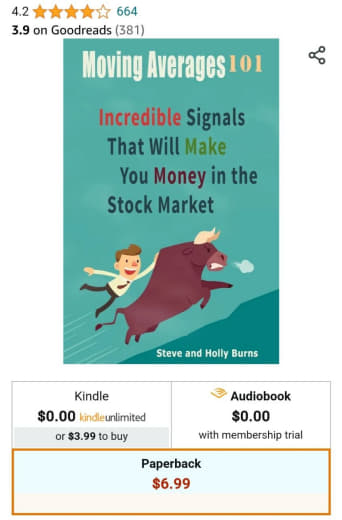 4.2 664
3.9 on Goodreads (381)
Moving Averages 101
Incredible Signals
That Will Make
You Money in the
Stock Market
Steve and Holly Burns
Kindle
$0.00 kindleunlimited
or $3.99 to buy
Audiobook
$0.00
with membership trial
Paperback
$6.99